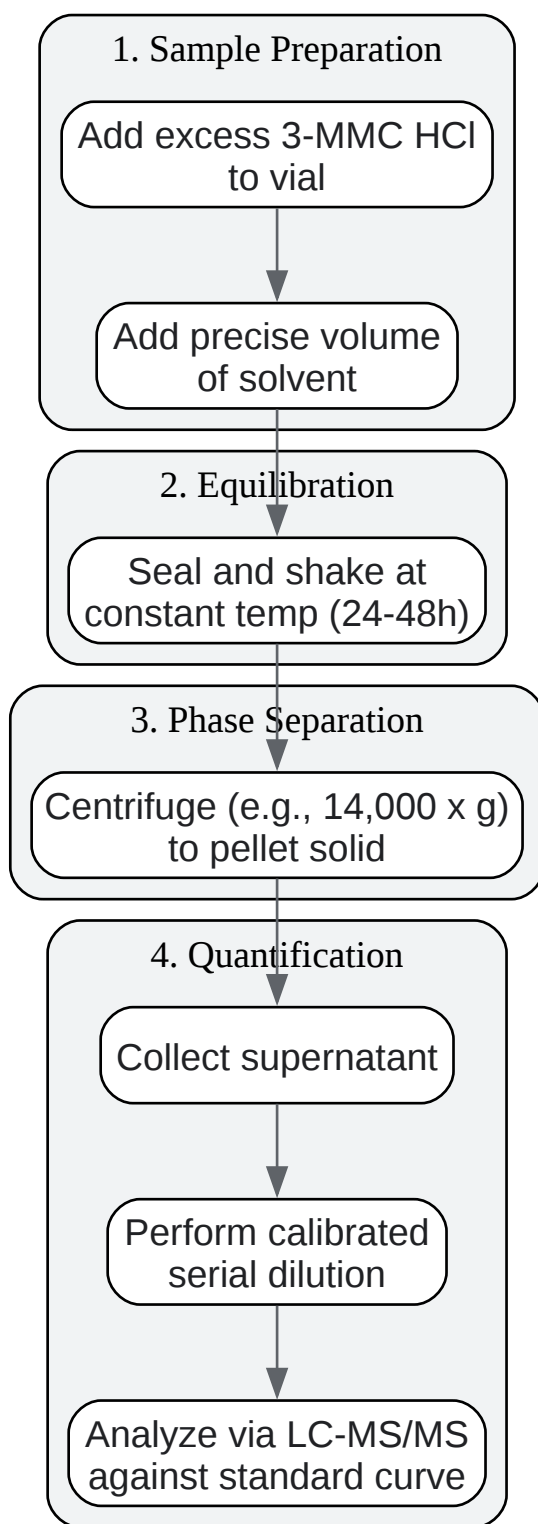 1. Sample Preparation
Add excess 3-MMC HCl
to vial
Add precise volume
of solvent
2. Equilibration
Seal and shake at
constant temp (24-48h)
3. Phase Separation
Centrifuge (e.g., 14,000 x g)
to pellet solid
4. Quantification
Collect supernatant
Perform calibrated
serial dilution
Analyze via LC-MS/MS
against standard curve